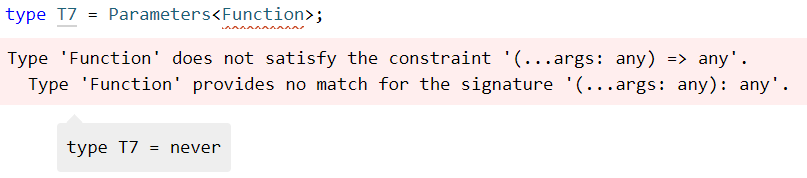 type T7 = Parameters<Function>;
Type 'Function' does not satisfy the constraint '(...args: any) => any'.
Type 'Function' provides no match for the signature '(...args: any): any'.
type T7 = never